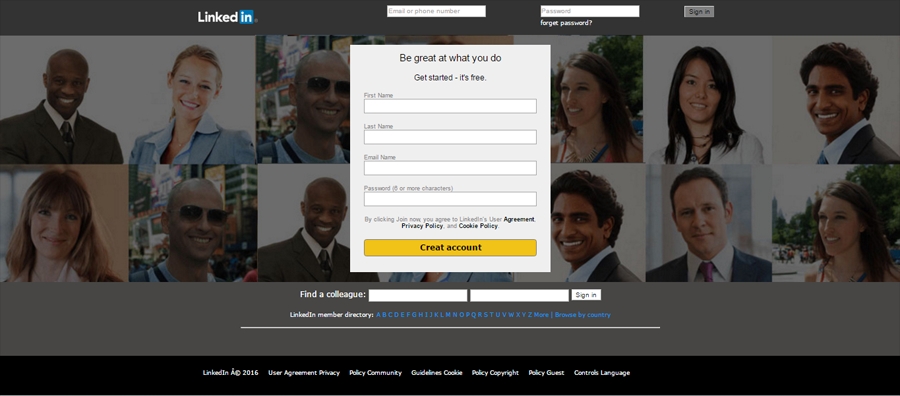 Linked in
Email or phone number
Password
Sign in
forget password?
Be great at what you do
Get started - it's free.
First Name
Last Name
Email Name
Password (6 or more characters)
By clicking Join now, you agree to LinkedIn's User Agreement,
Privacy Policy, and Cookie Policy.
Creat account
Find a colleague: Sign in
LinkedIn member directory: A B C D E F G H I J K L M N O P Q R S T U V W X Y Z More | Browse by country
LinkedIn Â© 2016 User Agreement Privacy Policy Community Guidelines Cookie Policy Copyright Policy Guest Controls Language